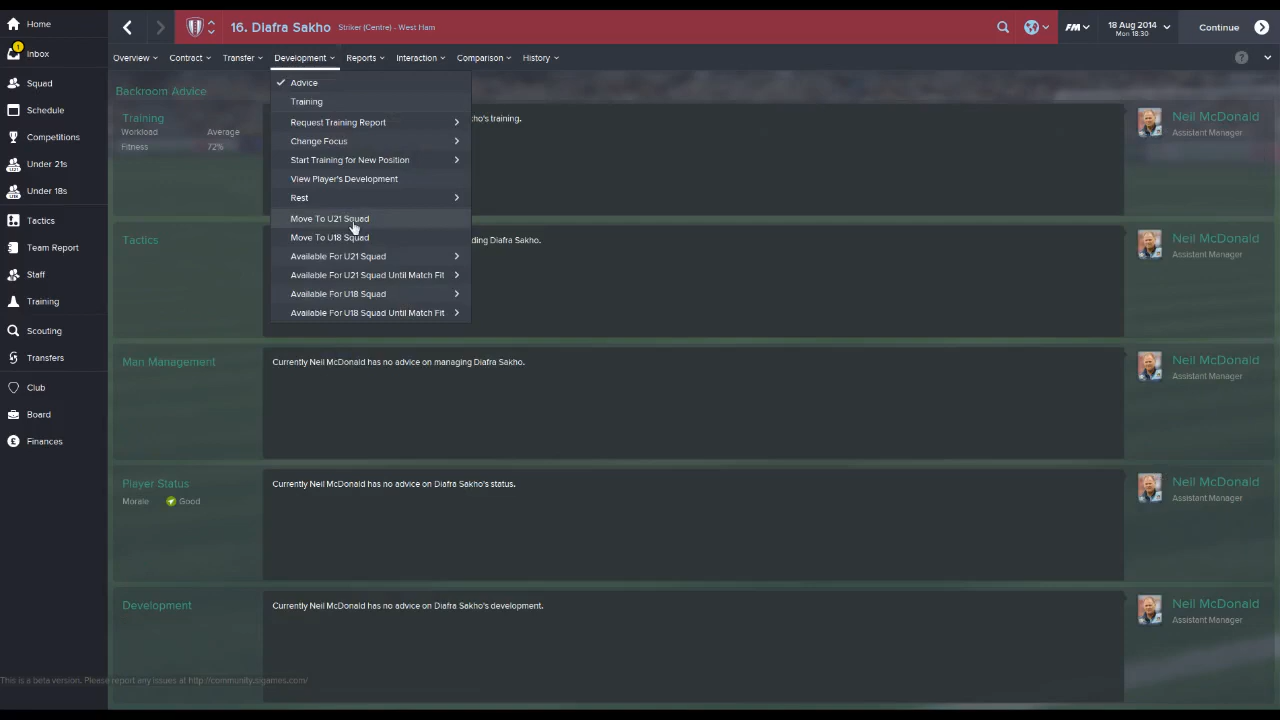 Home
16. Diafra Sakho
Striker (Centre) - West Ham
FM
18 Aug 2014
Mon 18:30
Continue
1
Inbox
Overview
Contract
Transfer
Development
Reports
Interaction
Comparison
History
?
Squad
Schedule
Competitions
Under 21s
Under 18s
Tactics
Team Report
Staff
Training
Scouting
Transfers
Club
Board
Finances
Advice
Training
Request Training Report
Change Focus
Start Training for New Position
View Player's Development
Rest
Move To U21 Squad
Move To U18 Squad
Available For U21 Squad
Available For U21 Squad Until Match Fit
Available For U18 Squad
Available For U18 Squad Until Match Fit
Backroom Advice
Training
Workload Average
Fitness 72%
kho's training.
Neil McDonald
Assistant Manager
Tactics
ding Diafra Sakho.
Neil McDonald
Assistant Manager
Man Management
Currently Neil McDonald has no advice on managing Diafra Sakho.
Neil McDonald
Assistant Manager
Player Status
Morale Good
Currently Neil McDonald has no advice on Diafra Sakho's status.
Neil McDonald
Assistant Manager
Development
Currently Neil McDonald has no advice on Diafra Sakho's development.
Neil McDonald
Assistant Manager
This is a beta version. Please report any issues at http://community.sigames.com/